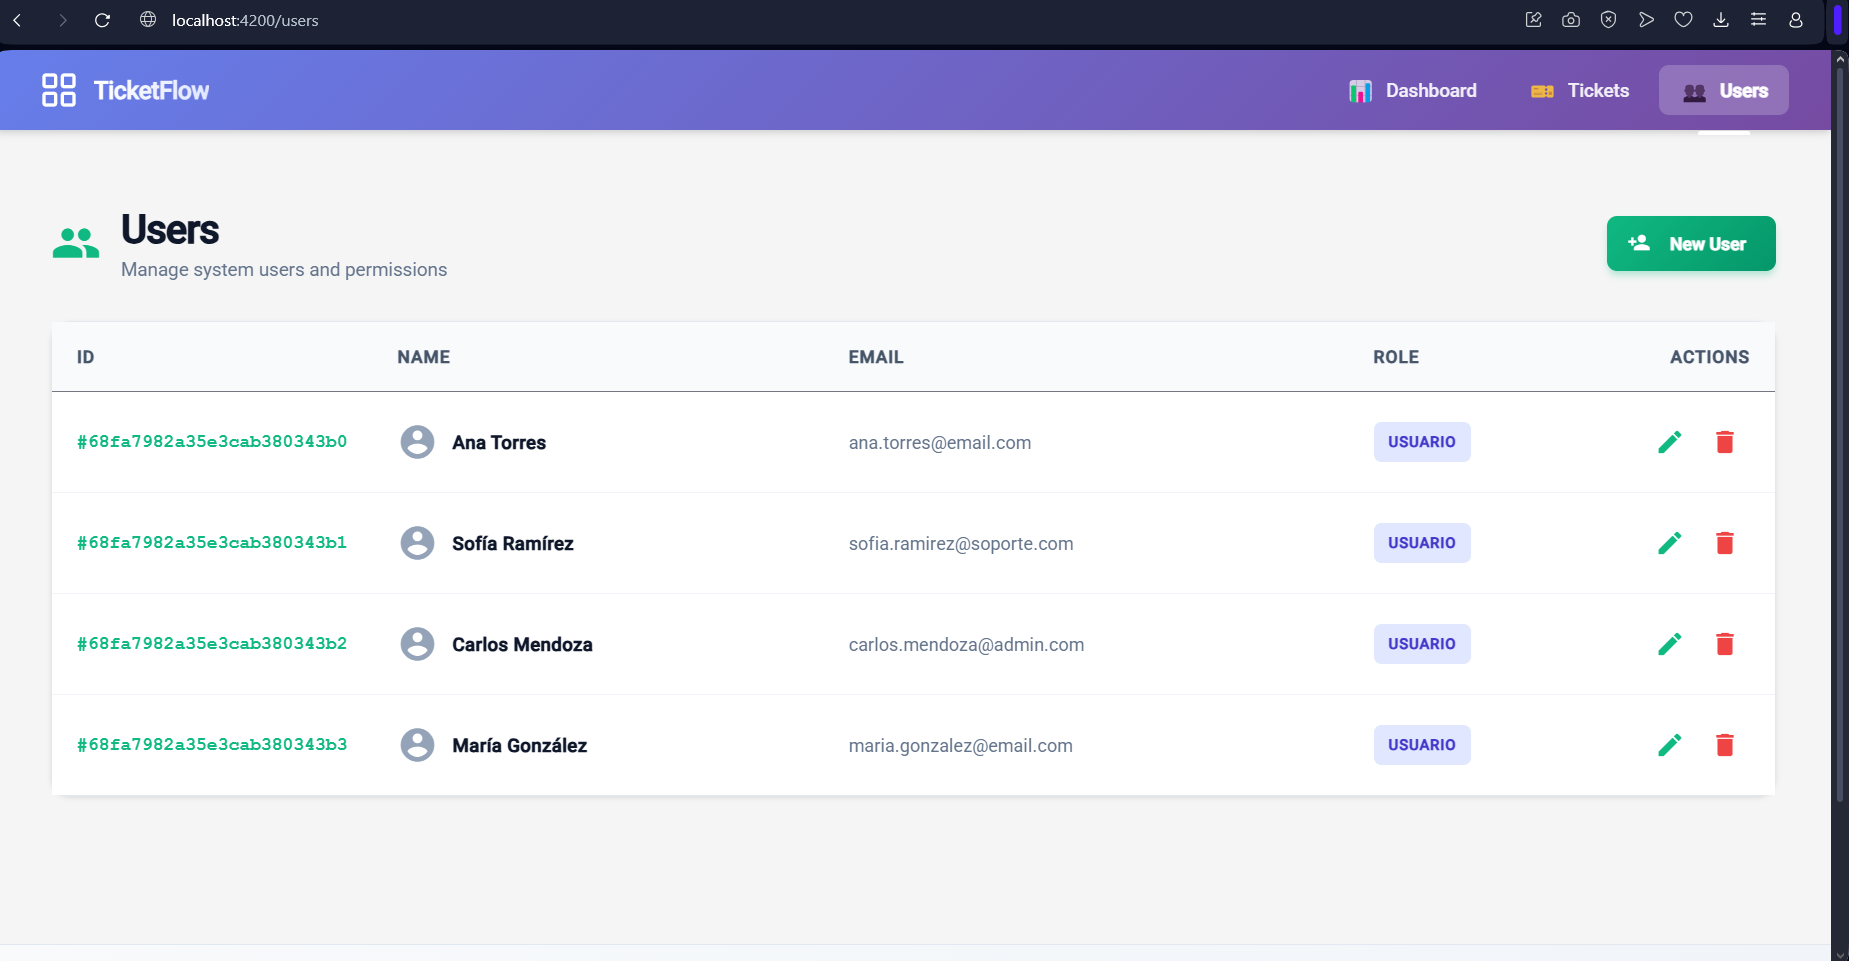 localhost:4200/users
TicketFlow
Dashboard
Tickets
Users
Users
Manage system users and permissions
New User
ID NAME EMAIL ROLE ACTIONS
#68fa7982a35e3cab380343b0 Ana Torres ana.torres@email.com USUARIO
#68fa7982a35e3cab380343b1 Sofía Ramírez sofia.ramirez@soporte.com USUARIO
#68fa7982a35e3cab380343b2 Carlos Mendoza carlos.mendoza@admin.com USUARIO
#68fa7982a35e3cab380343b3 María González maria.gonzalez@email.com USUARIO